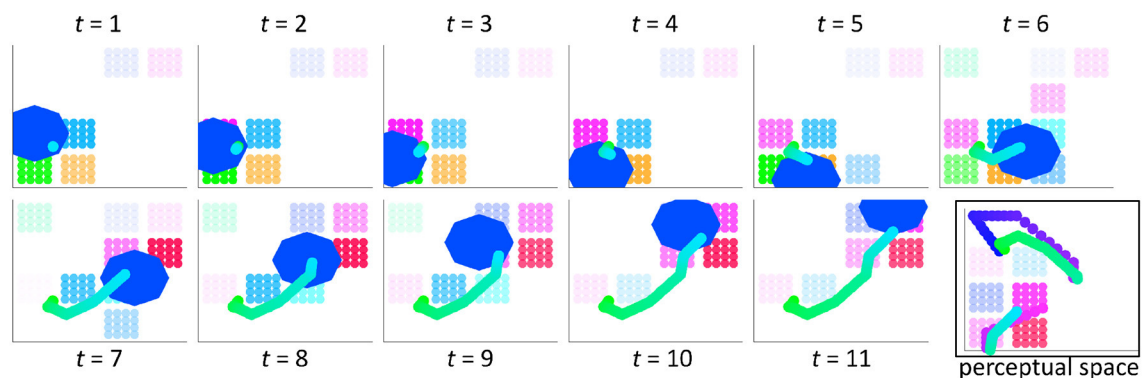 t = 1
t = 2
t = 3
t = 4
t = 5
t = 6
t = 7
t = 8
t = 9
t = 10
t = 11
perceptual space